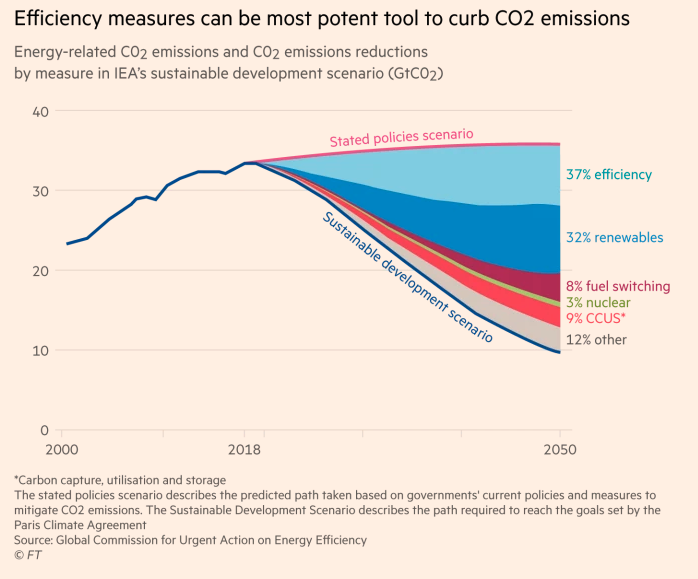 Efficiency measures can be most potent tool to curb CO2 emissions
Energy-related CO2 emissions and CO2 emissions reductions
by measure in IEA's sustainable development scenario (GtCO2)
40
30
20
10
0
Stated policies scenario
Sustainable development scenario
37% efficiency
32% renewables
8% fuel switching
3% nuclear
9% CCUS*
12% other
2000
2018
2050
*Carbon capture, utilisation and storage
The stated policies scenario describes the predicted path taken based on governments' current policies and measures to
mitigate CO2 emissions. The Sustainable Development Scenario describes the path required to reach the goals set by the
Paris Climate Agreement
Source: Global Commission for Urgent Action on Energy Efficiency
© FT